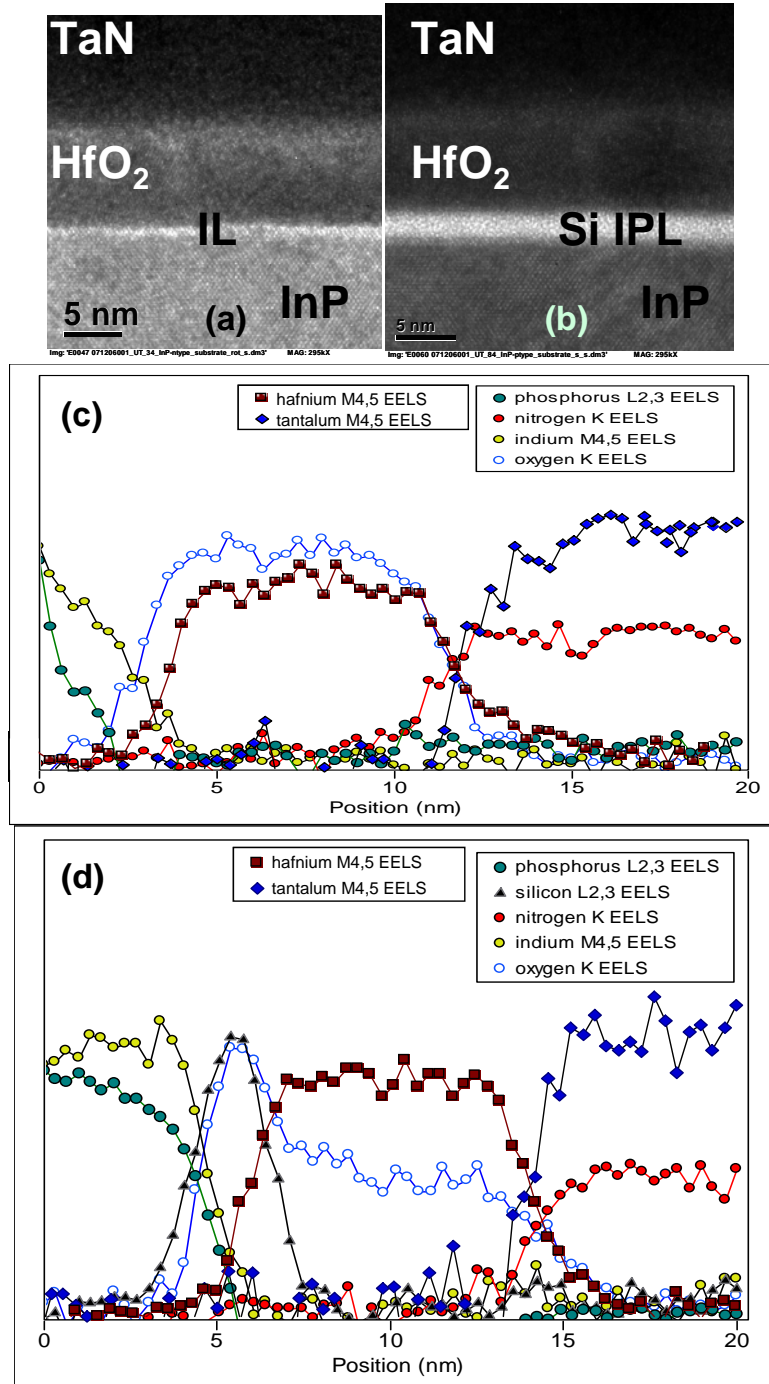 TaN
HfO2
IL
5 nm
(a)
InP
Img: 'E0047 071206001_UT_34_InP-ntype_substrate_rot_s.dm3' MAG: 295kX
TaN
HfO2
Si IPL
5 nm
(b)
InP
Img: 'E0060 071206001_UT_84_InP-ptype_substrate_s_s.dm3' MAG: 295kX
(c)
hafnium M4,5 EELS
tantalum M4,5 EELS
phosphorus L2,3 EELS
nitrogen K EELS
indium M4,5 EELS
oxygen K EELS
0 5 10 15 20
Position (nm)
(d)
hafnium M4,5 EELS
tantalum M4,5 EELS
phosphorus L2,3 EELS
silicon L2,3 EELS
nitrogen K EELS
indium M4,5 EELS
oxygen K EELS
0 5 10 15 20
Position (nm)